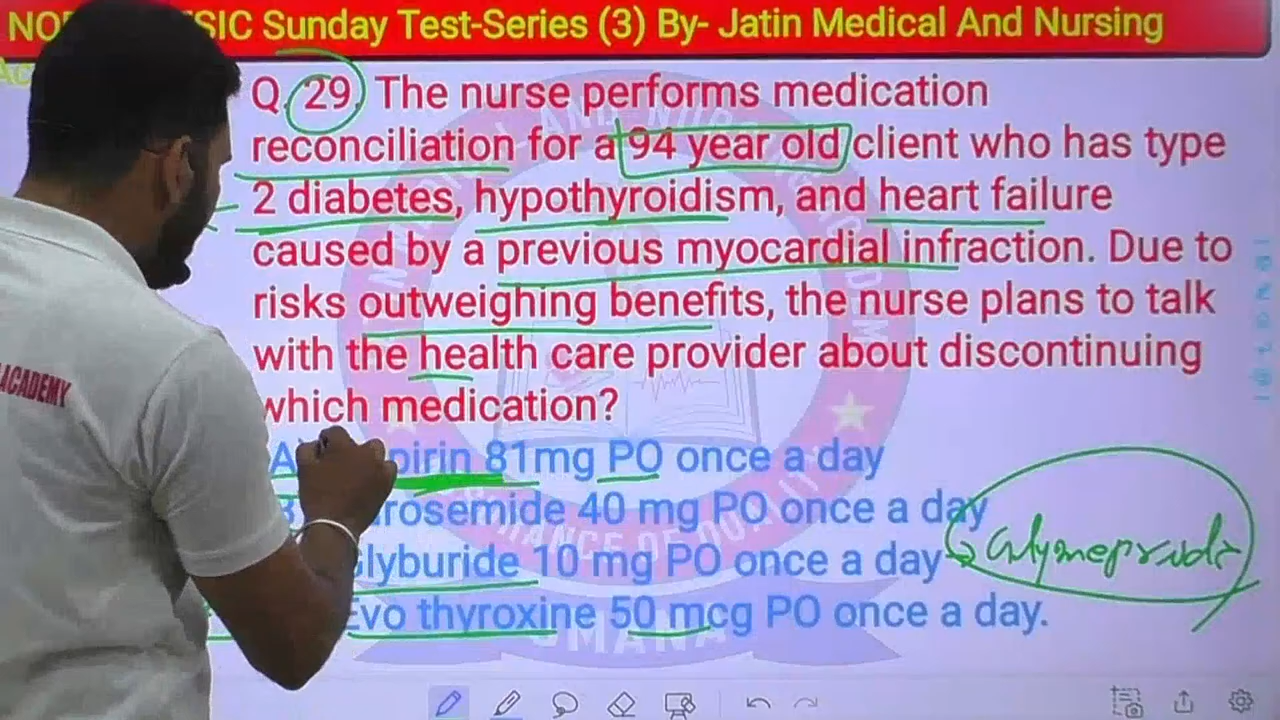 SIC Sunday Test-Series (3) By- Jatin Medical And Nursing
Q 29 The nurse performs medication
reconciliation for a 94 year old client who has type
2 diabetes, hypothyroidism, and heart failure
caused by a previous myocardial infraction. Due to
risks outweighing benefits, the nurse plans to talk
with the health care provider about discontinuing
which medication?
81mg PO once a day
40 mg PO once a day
Glyburide 10 mg PO once a day
Evo thyroxine 50 mcg PO once a day.
ACADEMY